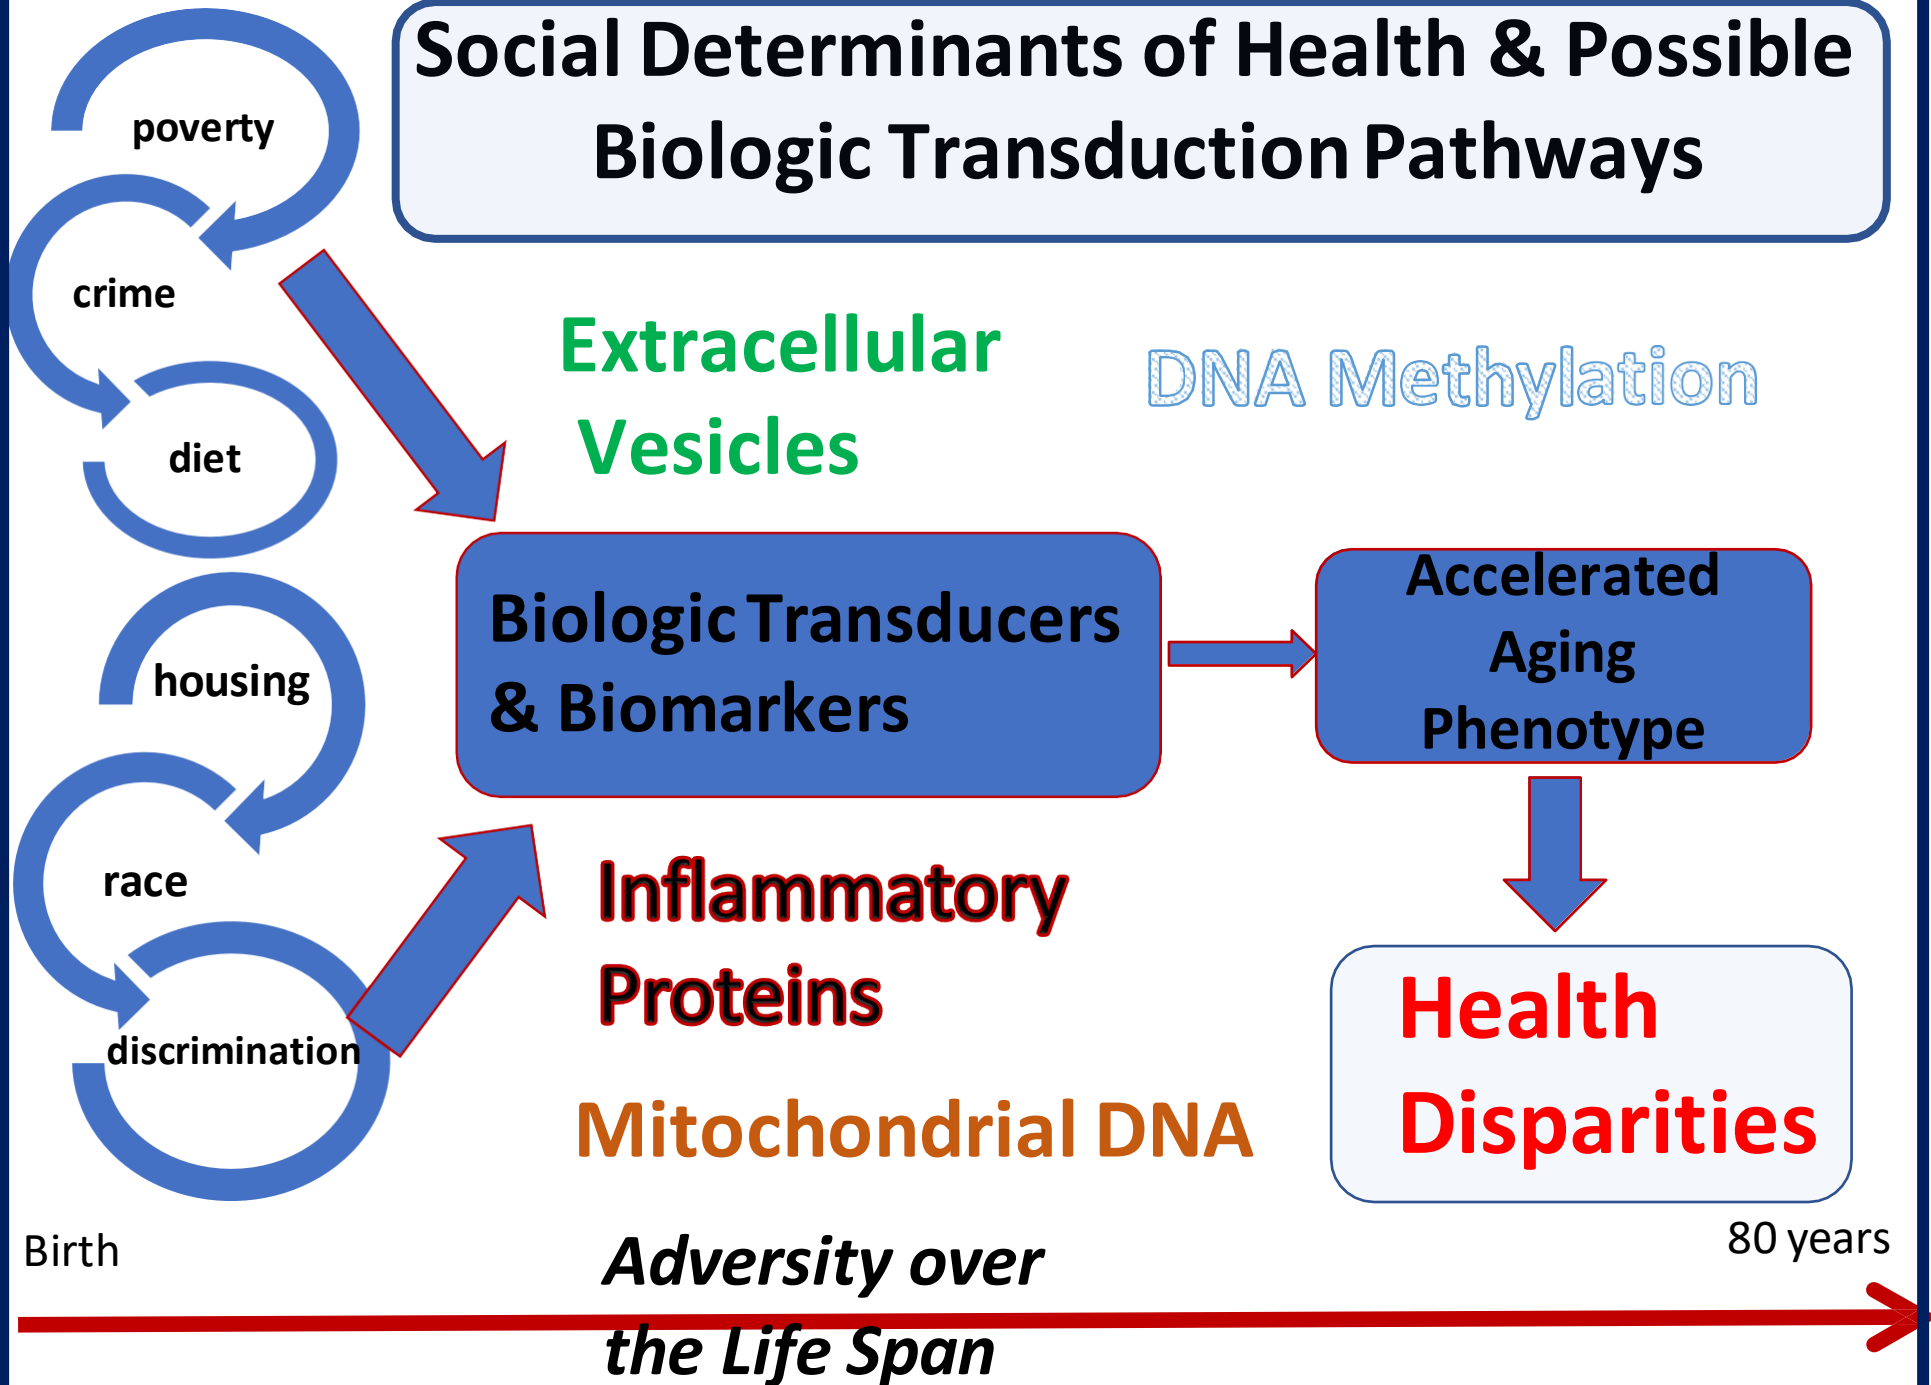 Social Determinants of Health & Possible
Biologic Transduction Pathways
poverty
crime
diet
housing
race
discrimination
Extracellular
Vesicles
DNA Methylation
Biologic Transducers
& Biomarkers
Accelerated
Aging
Phenotype
Inflammatory
Proteins
Mitochondrial DNA
Health
Disparities
Birth
80 years
Adversity over
the Life Span